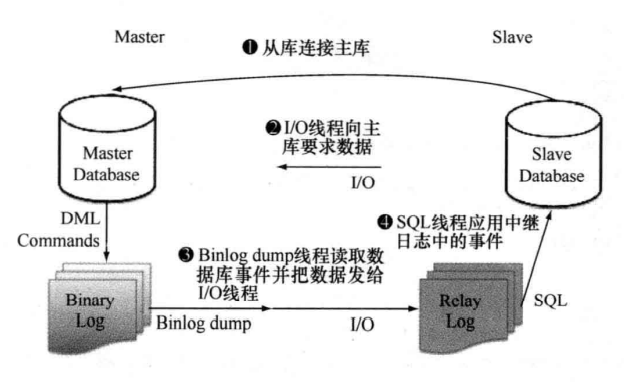 Master
Slave
❶ 从库连接主库
❷ I/O线程向主
库要求数据
I/O
Master
Database
Slave
Database
DML
Commands
❹ SQL线程应用中继
日志中的事件
❸ Binlog dump线程读取数
据库事件并把数据发给
I/O线程
Binary
Log
Binlog dump
I/O
Relay
Log
SQL